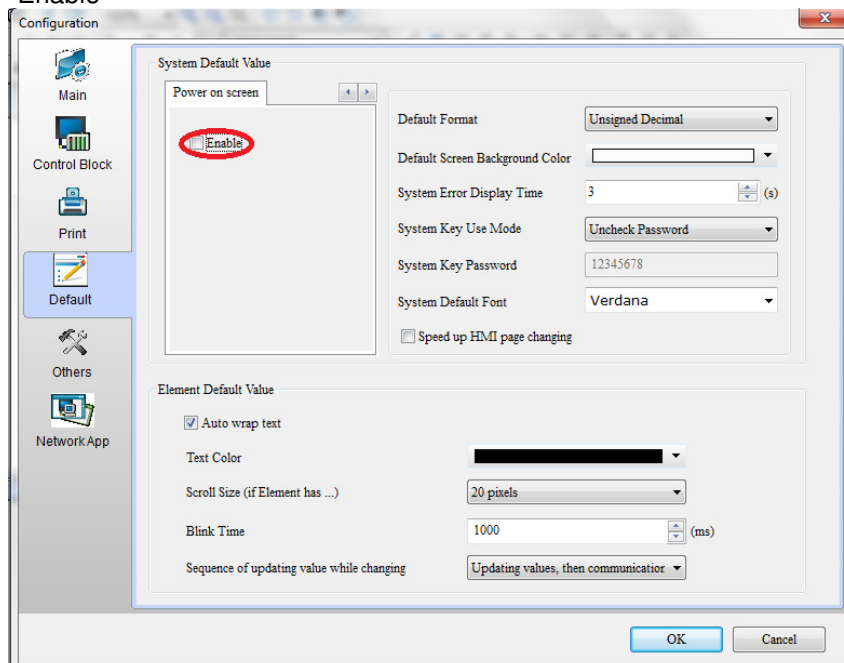 Enable
Configuration
Main
Control Block
Print
Default
Others
Network App
System Default Value
Power on screen
Enable
Default Format
Unsigned Decimal
Default Screen Background Color
System Error Display Time
3
(s)
System Key Use Mode
Uncheck Password
System Key Password
12345678
System Default Font
Verdana
Speed up HMI page changing
Element Default Value
Auto wrap text
Text Color
Scroll Size (if Element has ...)
20 pixels
Blink Time
1000
(ms)
Sequence of updating value while changing
Updating values, then communicatior
OK
Cancel